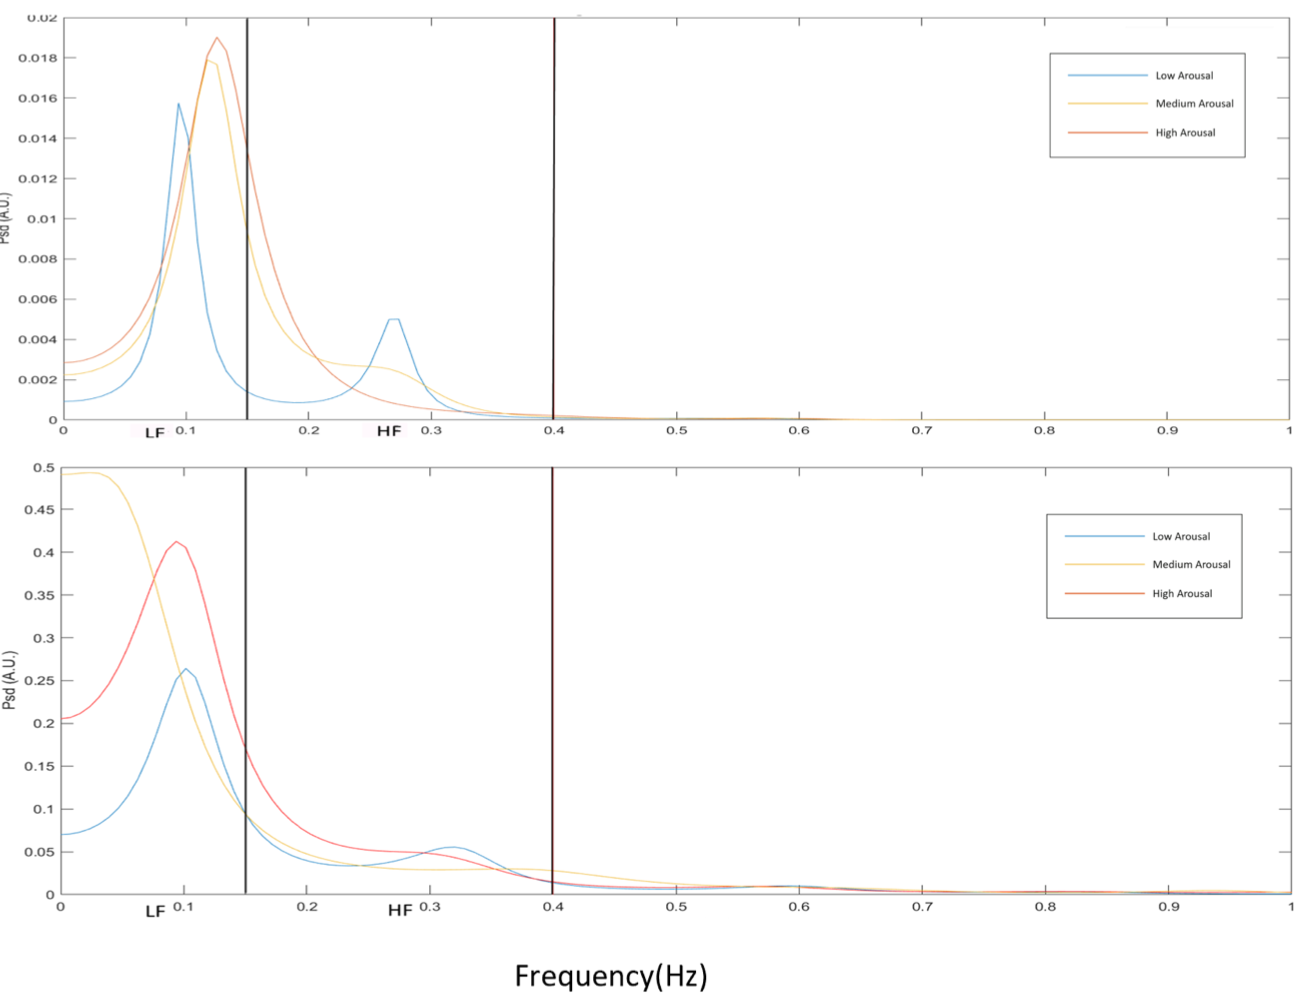 0.02
0.018
0.016
0.014
0.012
0.01
0.008
0.006
0.004
0.002
0
Psd (A.U.)
Low Arousal
Medium Arousal
High Arousal
0 0.1 0.2 0.3 0.4 0.5 0.6 0.7 0.8 0.9 1
LF HF
0.5
0.45
0.4
0.35
0.3
0.25
0.2
0.15
0.1
0.05
0
Psd (A.U.)
Low Arousal
Medium Arousal
High Arousal
0 0.1 0.2 0.3 0.4 0.5 0.6 0.7 0.8 0.9 1
LF HF
Frequency(Hz)